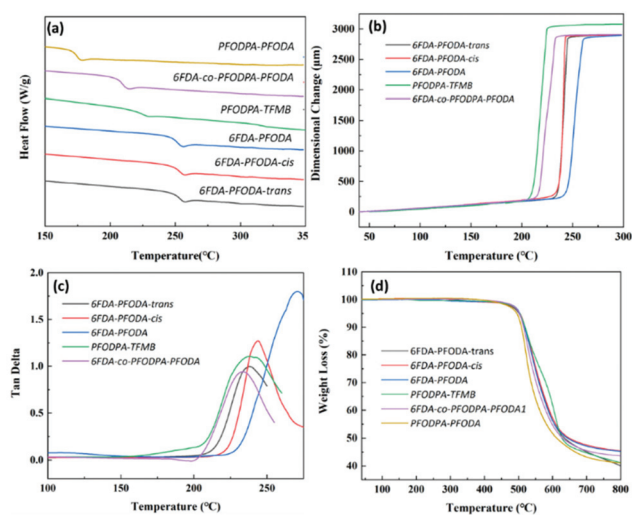 (a)
PFODPA-PFODA
6FDA-co-PFODPA-PFODA
PFODPA-TFMB
6FDA-PFODA
6FDA-PFODA-cis
6FDA-PFODA-trans
Heat Flow (W/g)
150 200 250 300 35
Temperature(°C)
(b)
6FDA-PFODA-trans
6FDA-PFODA-cis
6FDA-PFODA
PFODPA-TFMB
6FDA-co-PFODPA-PFODA
Dimensional Change (μm)
3000
2500
2000
1500
1000
500
0
50 100 150 200 250 300
Temperature(°C)
(c)
6FDA-PFODA-trans
6FDA-PFODA-cis
6FDA-PFODA
PFODPA-TFMB
6FDA-co-PFODPA-PFODA
Tan Delta
2.0
1.5
1.0
0.5
0.0
100 150 200 250
Temperature (°C)
(d)
6FDA-PFODA-trans
6FDA-PFODA-cis
6FDA-PFODA
PFODPA-TFMB
6FDA-co-PFODPA-PFODA1
PFODPA-PFODA
Weight Loss (%)
110
100
90
80
70
60
50
40
100 200 300 400 500 600 700 800
Temperature (°C)